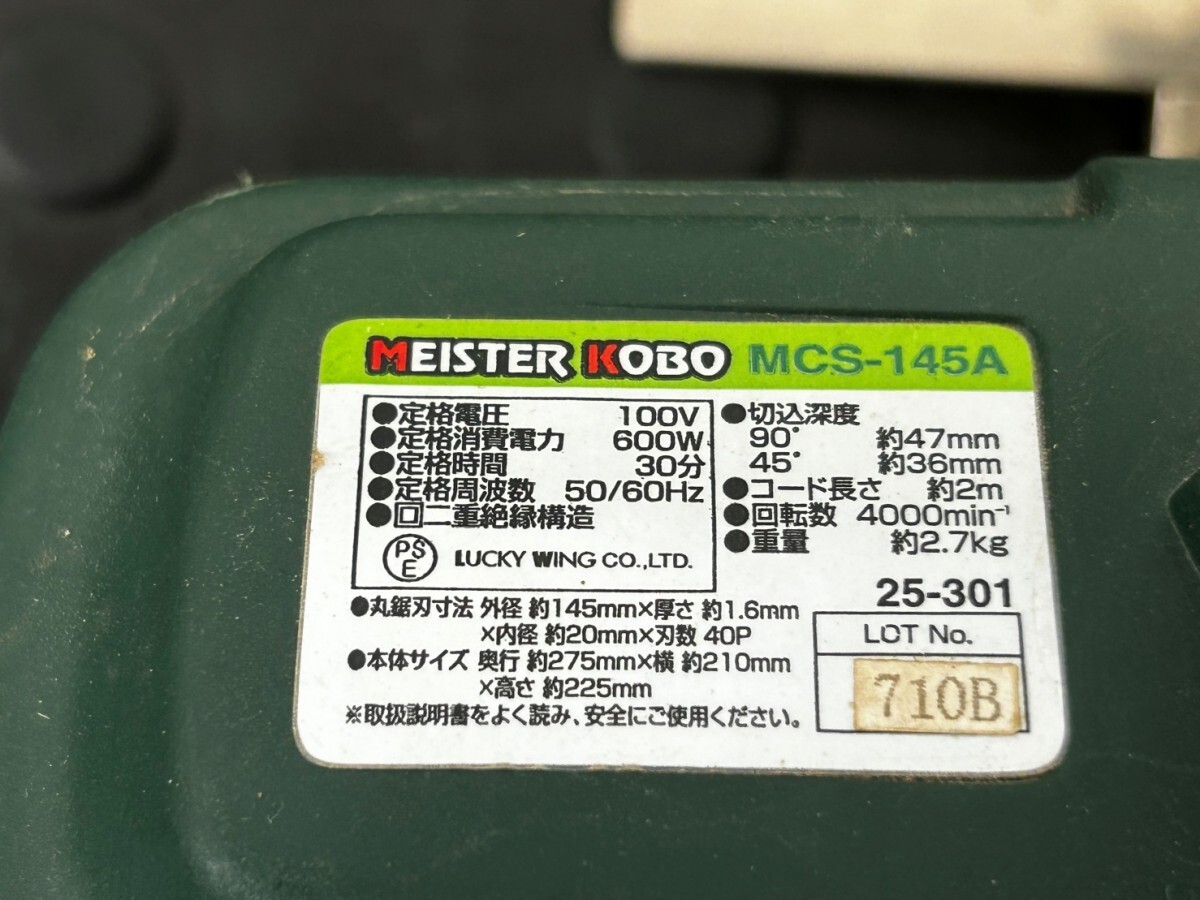 MEISTER KOBO MCS-145A
●定格電圧 100V
●定格消費電力 600W
●定格時間 30分
●定格周波数 50/60Hz
●回二重絶縁構造
PSE LUCKY WING CO.,LTD.
●切込深度
90° 約47mm
45° 約36mm
●コード長さ 約2m
●回転数 4000min⁻¹
●重量 約2.7kg
25-301
●丸鋸刃寸法 外径 約145mm×厚さ 約1.6mm
×内径 約20mm×刃数 40P
●本体サイズ 奥行 約275mm×横 約210mm
×高さ 約225mm
※取扱説明書をよく読み、安全にご使用ください。
LOT No.
710B